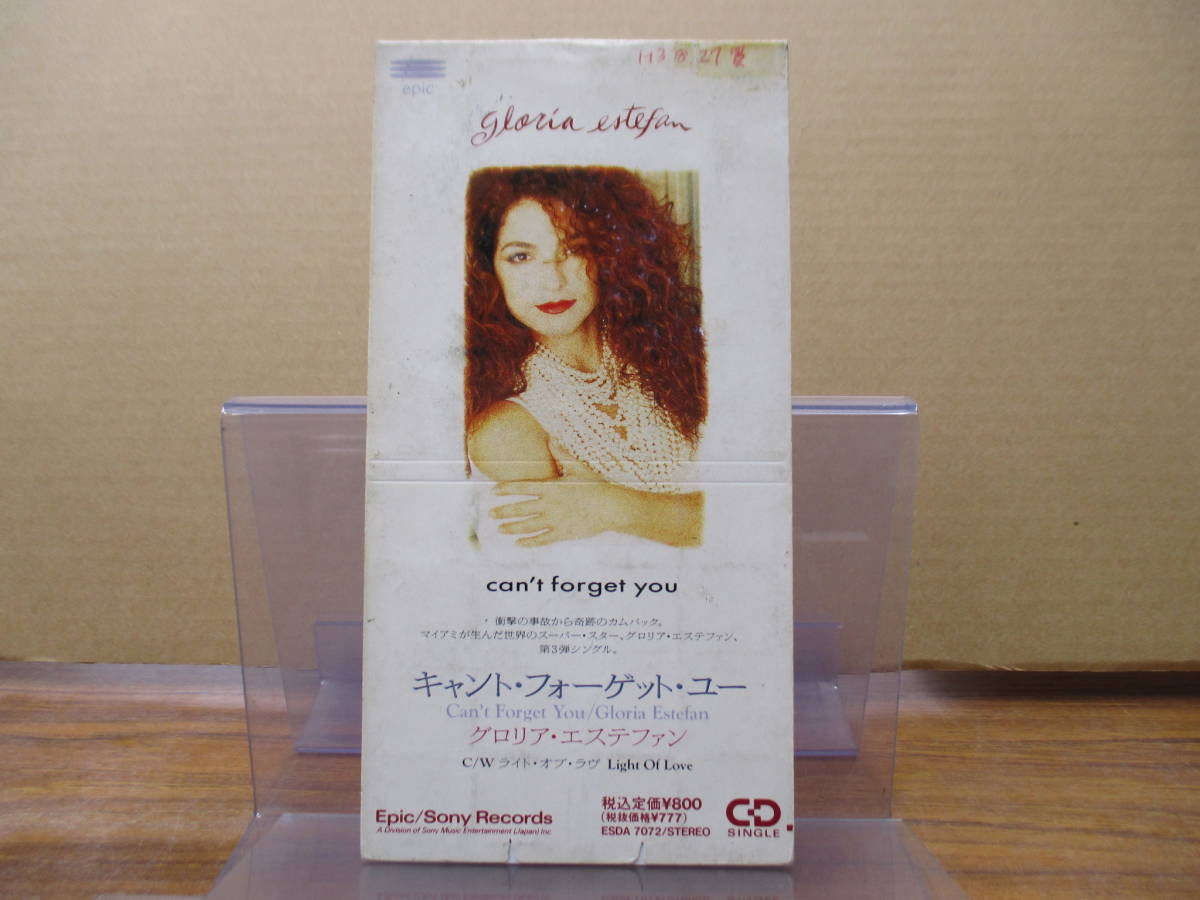 H3 8 27
epic
gloria estefan
can't forget you
衝撃の事故から奇跡のカムバック。
マイアミが生んだ世界のスーパー・スター、グロリア・エステファン、
第3弾シングル。
キャント・フォーゲット・ユー
Can't Forget You/Gloria Estefan
グロリア・エステファン
C/W ライト・オブ・ラヴ Light Of Love
Epic/Sony Records
A Division of Sony Music Entertainment (Japan) Inc.
税込定価¥800
(税抜価格¥777)
ESDA 7072/STEREO
CD
SINGLE